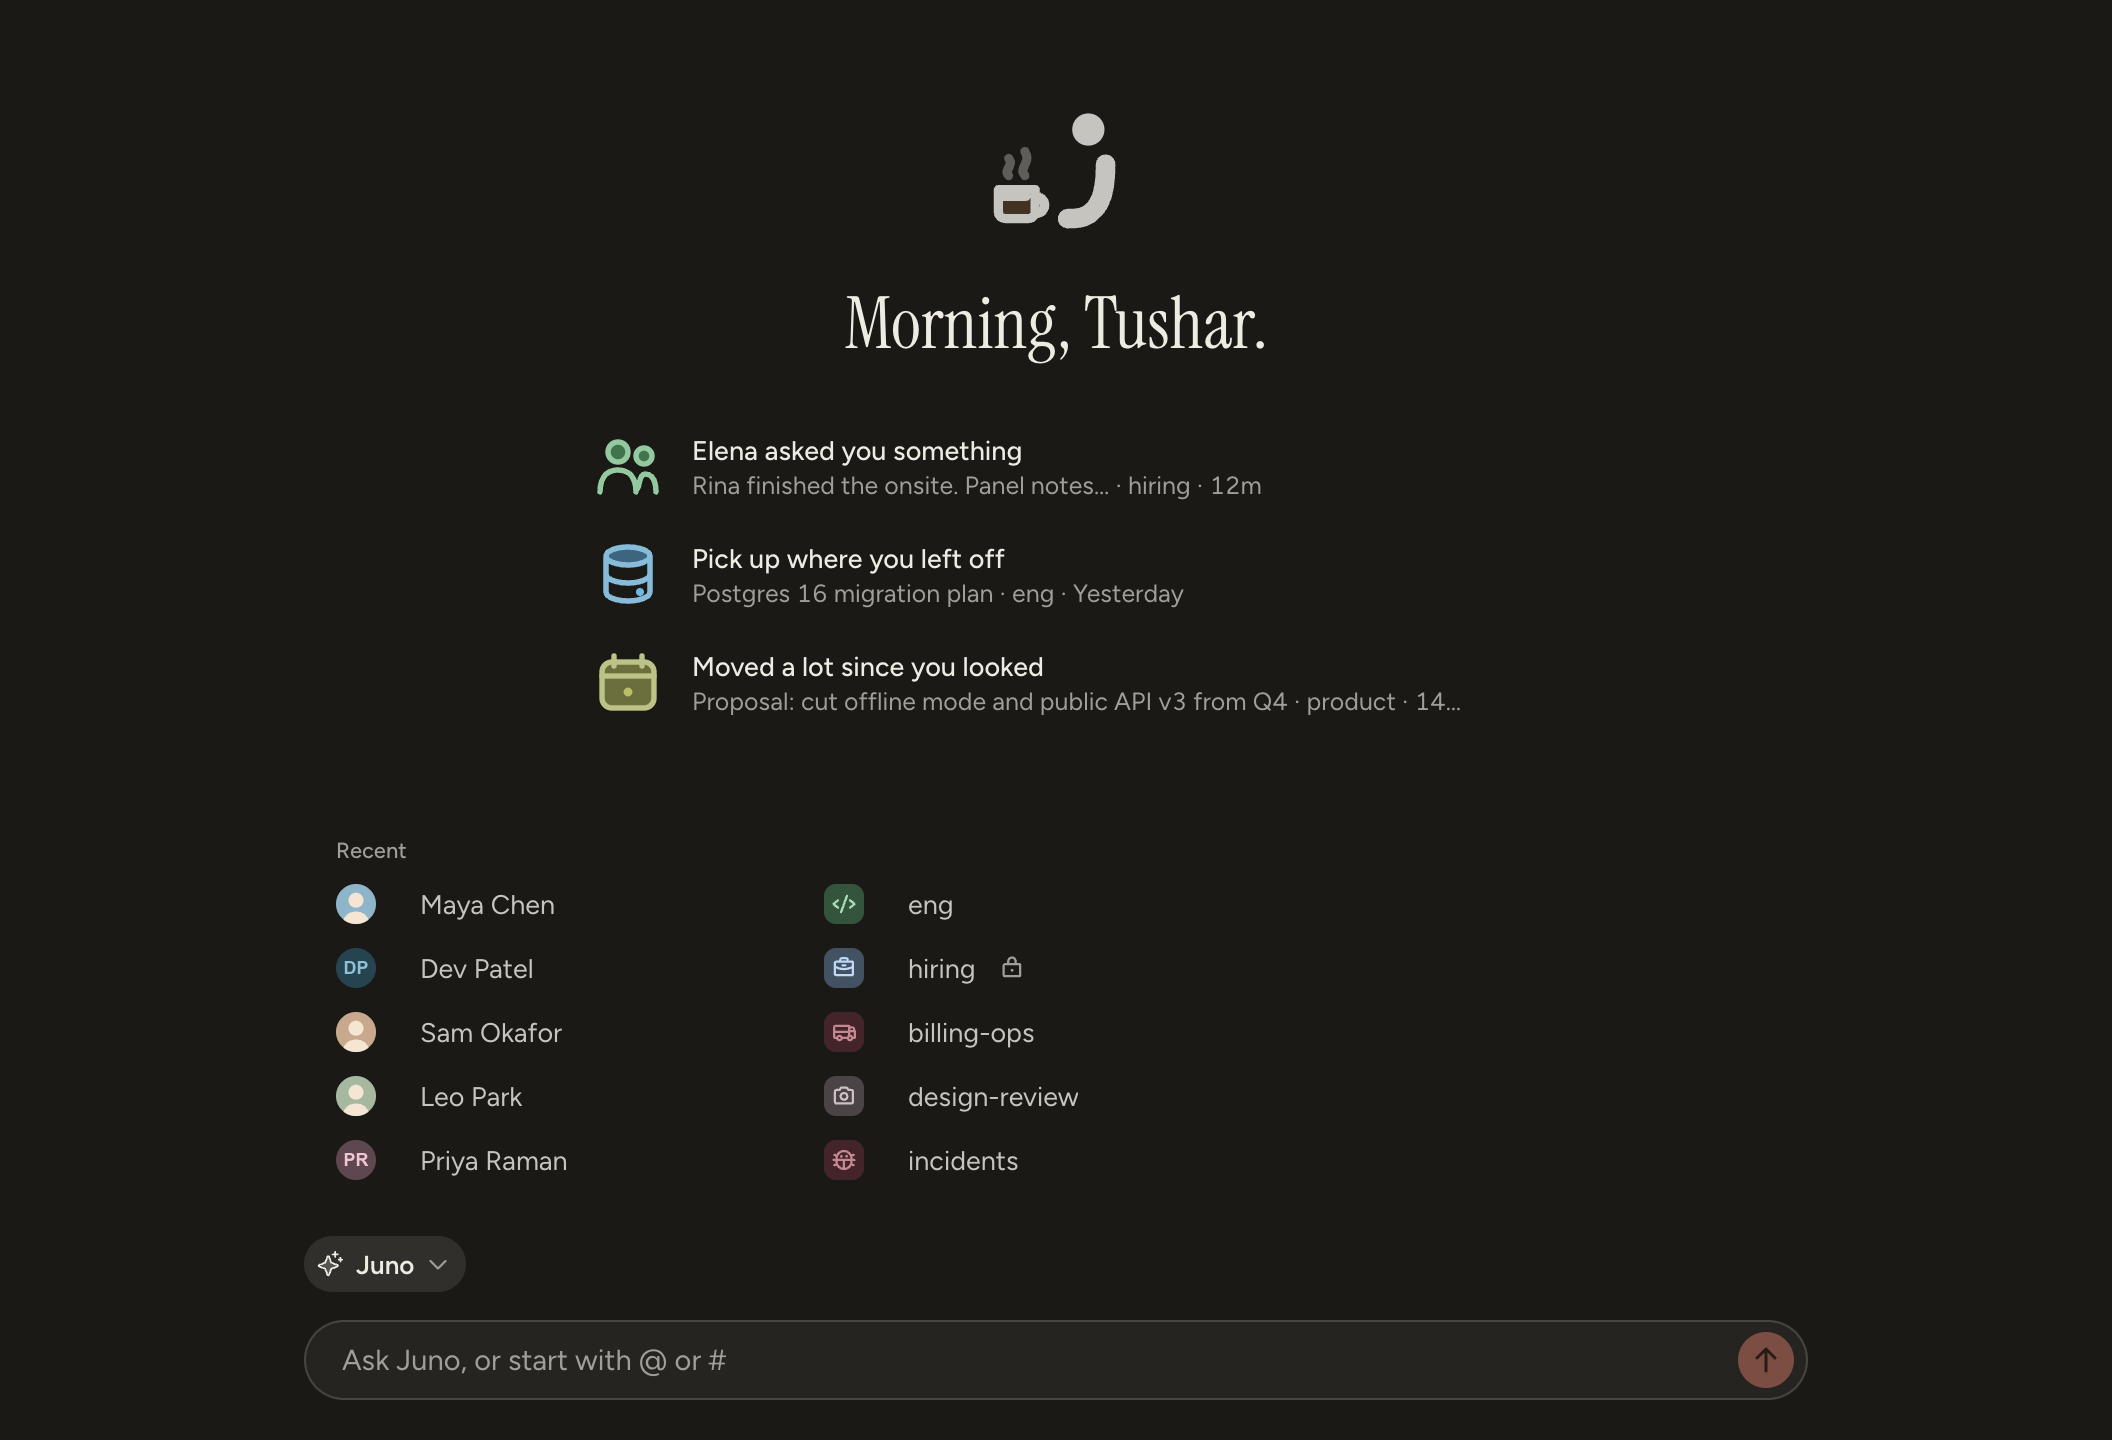 Morning, Tushar.
Elena asked you something
Rina finished the onsite. Panel notes... · hiring · 12m
Pick up where you left off
Postgres 16 migration plan · eng · Yesterday
Moved a lot since you looked
Proposal: cut offline mode and public API v3 from Q4 · product · 14...
Recent
Maya Chen
DP Dev Patel
Sam Okafor
Leo Park
PR Priya Raman
eng
hiring
billing-ops
design-review
incidents
Juno
Ask Juno, or start with @ or #